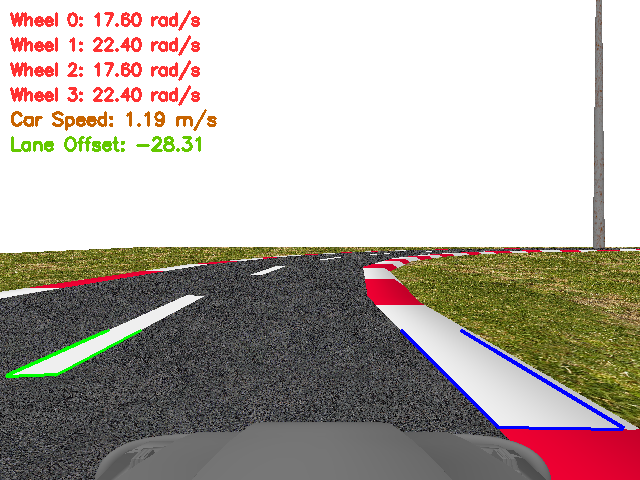 Wheel 0: 17.60 rad/s
Wheel 1: 22.40 rad/s
Wheel 2: 17.60 rad/s
Wheel 3: 22.40 rad/s
Car Speed: 1.19 m/s
Lane Offset: -28.31